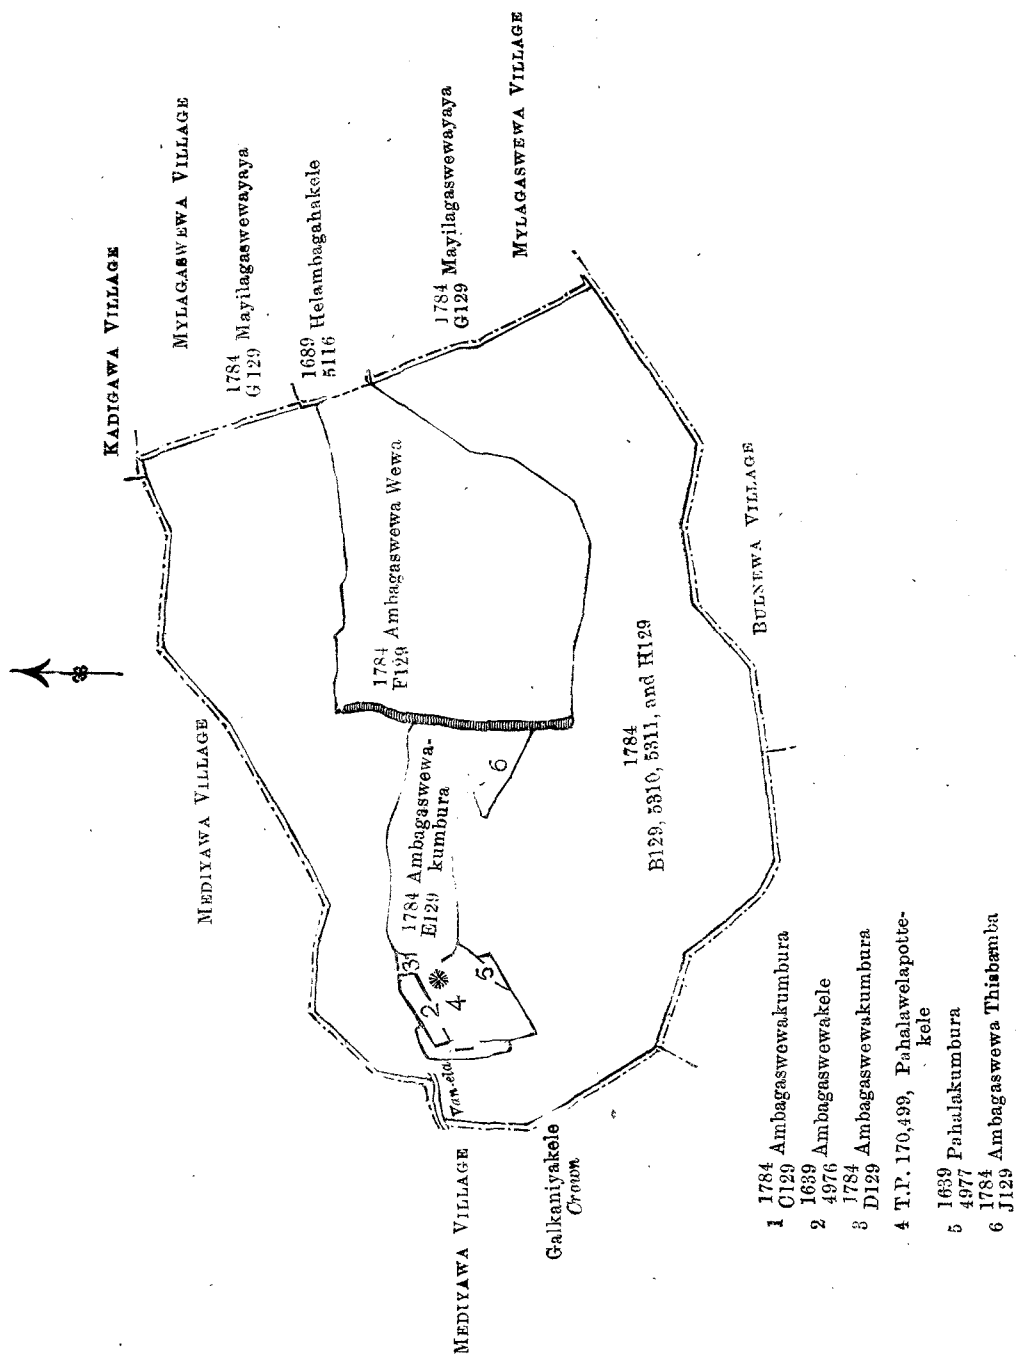 KADIGAWA VILLAGE
MYLAGASWEWA VILLAGE
1784
G129 Mayilagaswewayaya
1689
5116 Helambagahakele
1784
G129 Mayilagaswewayaya
MYLAGASWEWA VILLAGE
MEDIYAWA VILLAGE
1784
F129 Ambagaswewa Wewa
1784
E129 Ambagaswewa-
kumbura
6
3
2
4
5
1
Van-ela
1784
B129, 5310, 5311, and H129
BULNEWA VILLAGE
MEDIYAWA VILLAGE
Galkaniyakele
Crown
1 1784
C129 Ambagaswewakumbura
2 1639
4976 Ambagaswewakele
3 1784
D129 Ambagaswewakumbura
4 T.P. 170,499, Pahalawelapotte-
kele
5 1639
4977 Pahalakumbura
6 1784
J129 Ambagaswewa Thisbamba